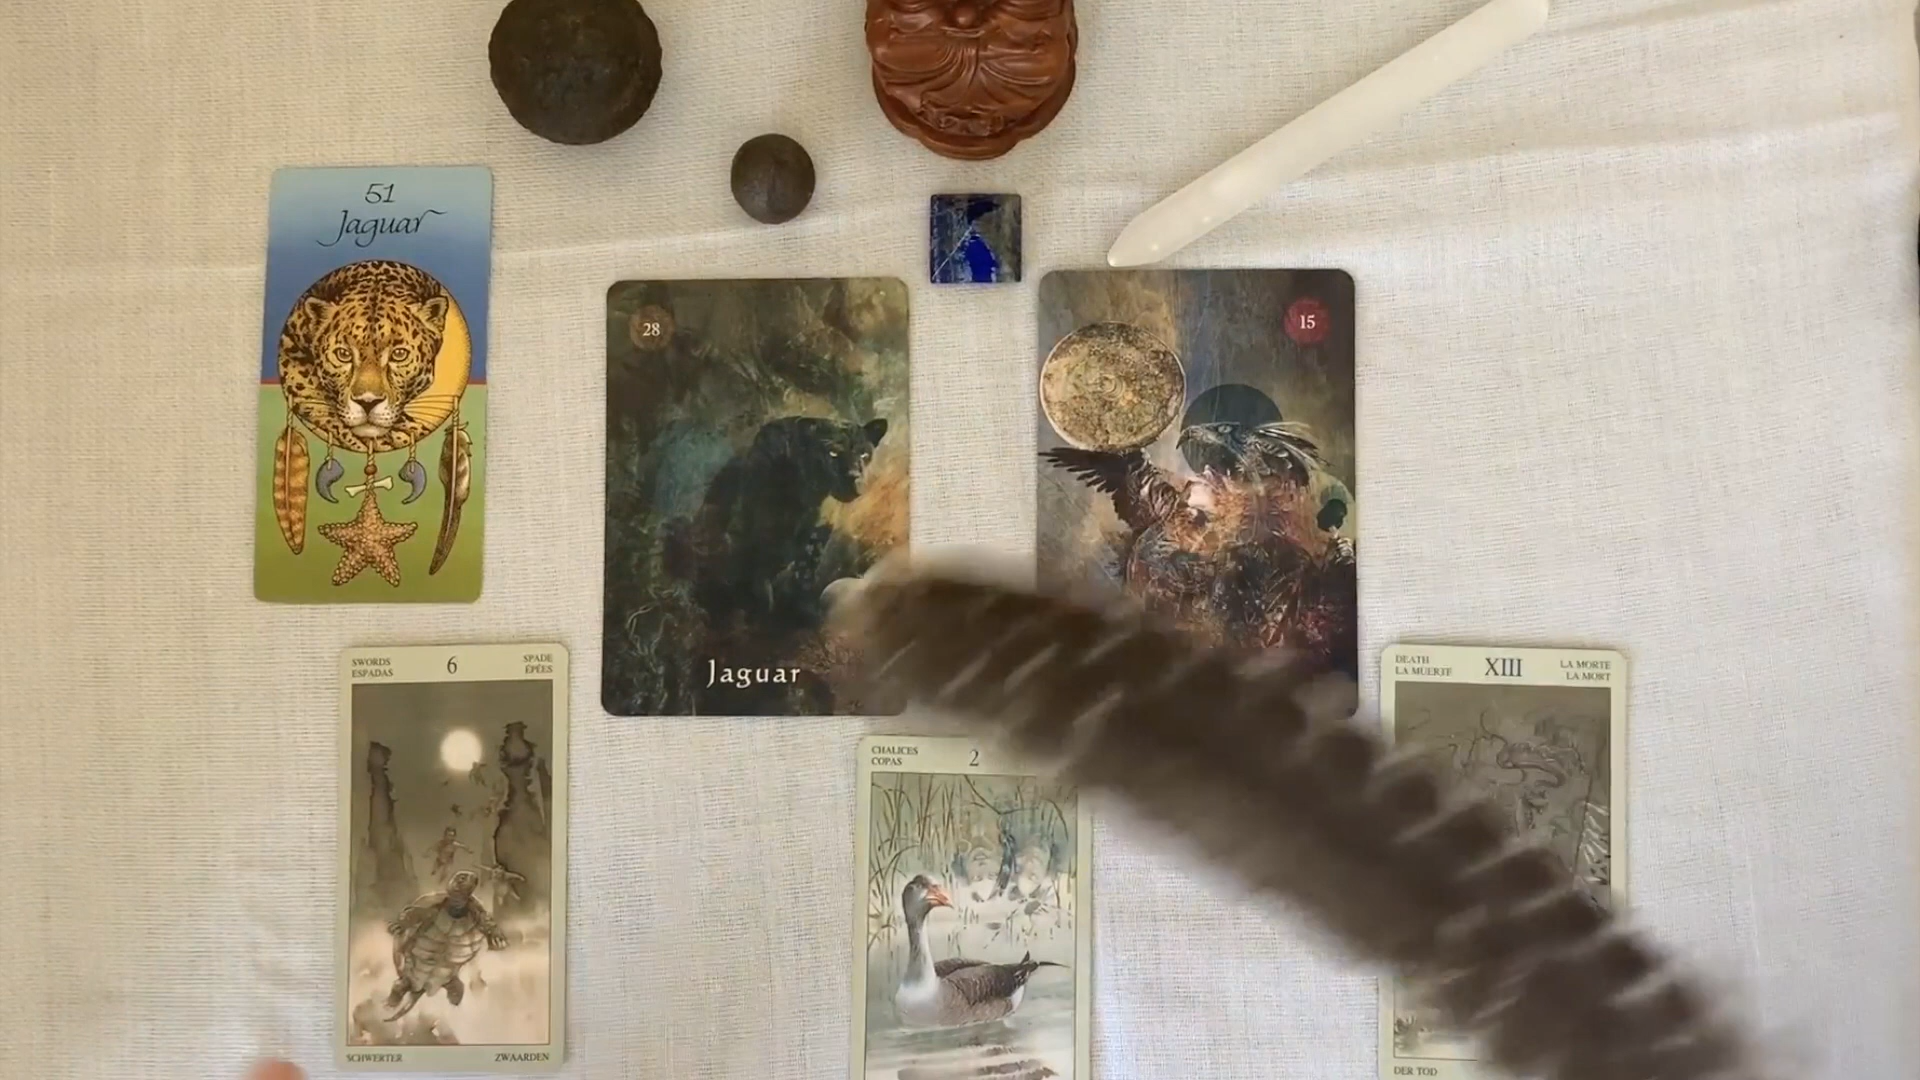 51
Jaguar
28
Jaguar
15
SWORDS
ESPADAS
6
SPADE
ÉPÉES
SCHWERTER
ZWAARDEN
CHALICES
COPAS
2
DEATH
LA MUERTE
XIII
LA MORTE
LA MORT
DER TOD